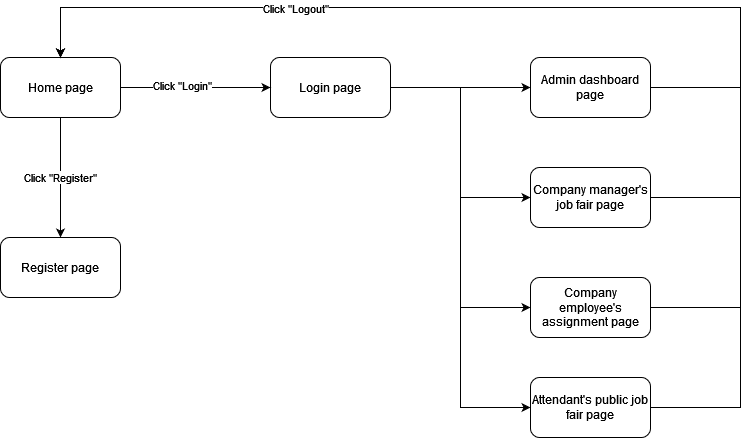 Click "Logout"
Home page
Click "Login"
Login page
Admin dashboard
page
Click "Register"
Company manager's
job fair page
Register page
Company
employee's
assignment page
Attendant's public job
fair page